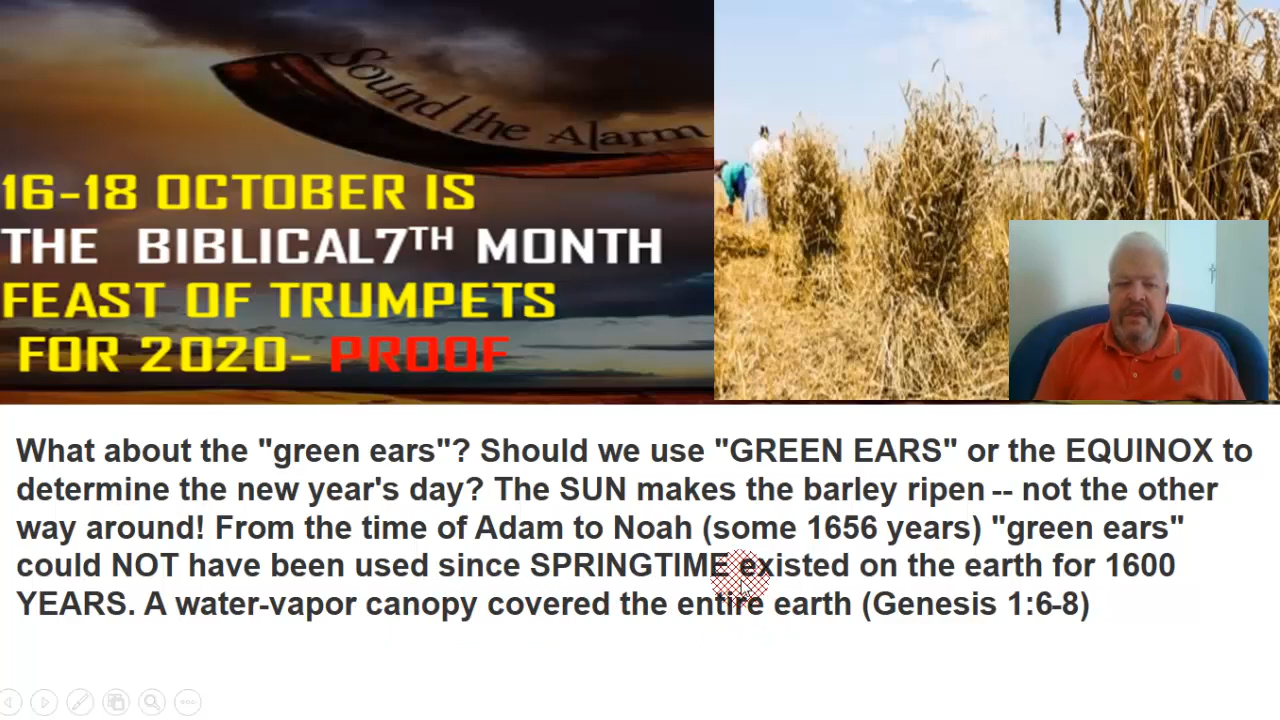 Sound the Alarm
16-18 OCTOBER IS
THE BIBLICAL7TH MONTH
FEAST OF TRUMPETS
FOR 2020- PROOF
What about the "green ears"? Should we use "GREEN EARS" or the EQUINOX to
determine the new year's day? The SUN makes the barley ripen -- not the other
way around! From the time of Adam to Noah (some 1656 years) "green ears"
could NOT have been used since SPRINGTIME existed on the earth for 1600
YEARS. A water-vapor canopy covered the entire earth (Genesis 1:6-8)